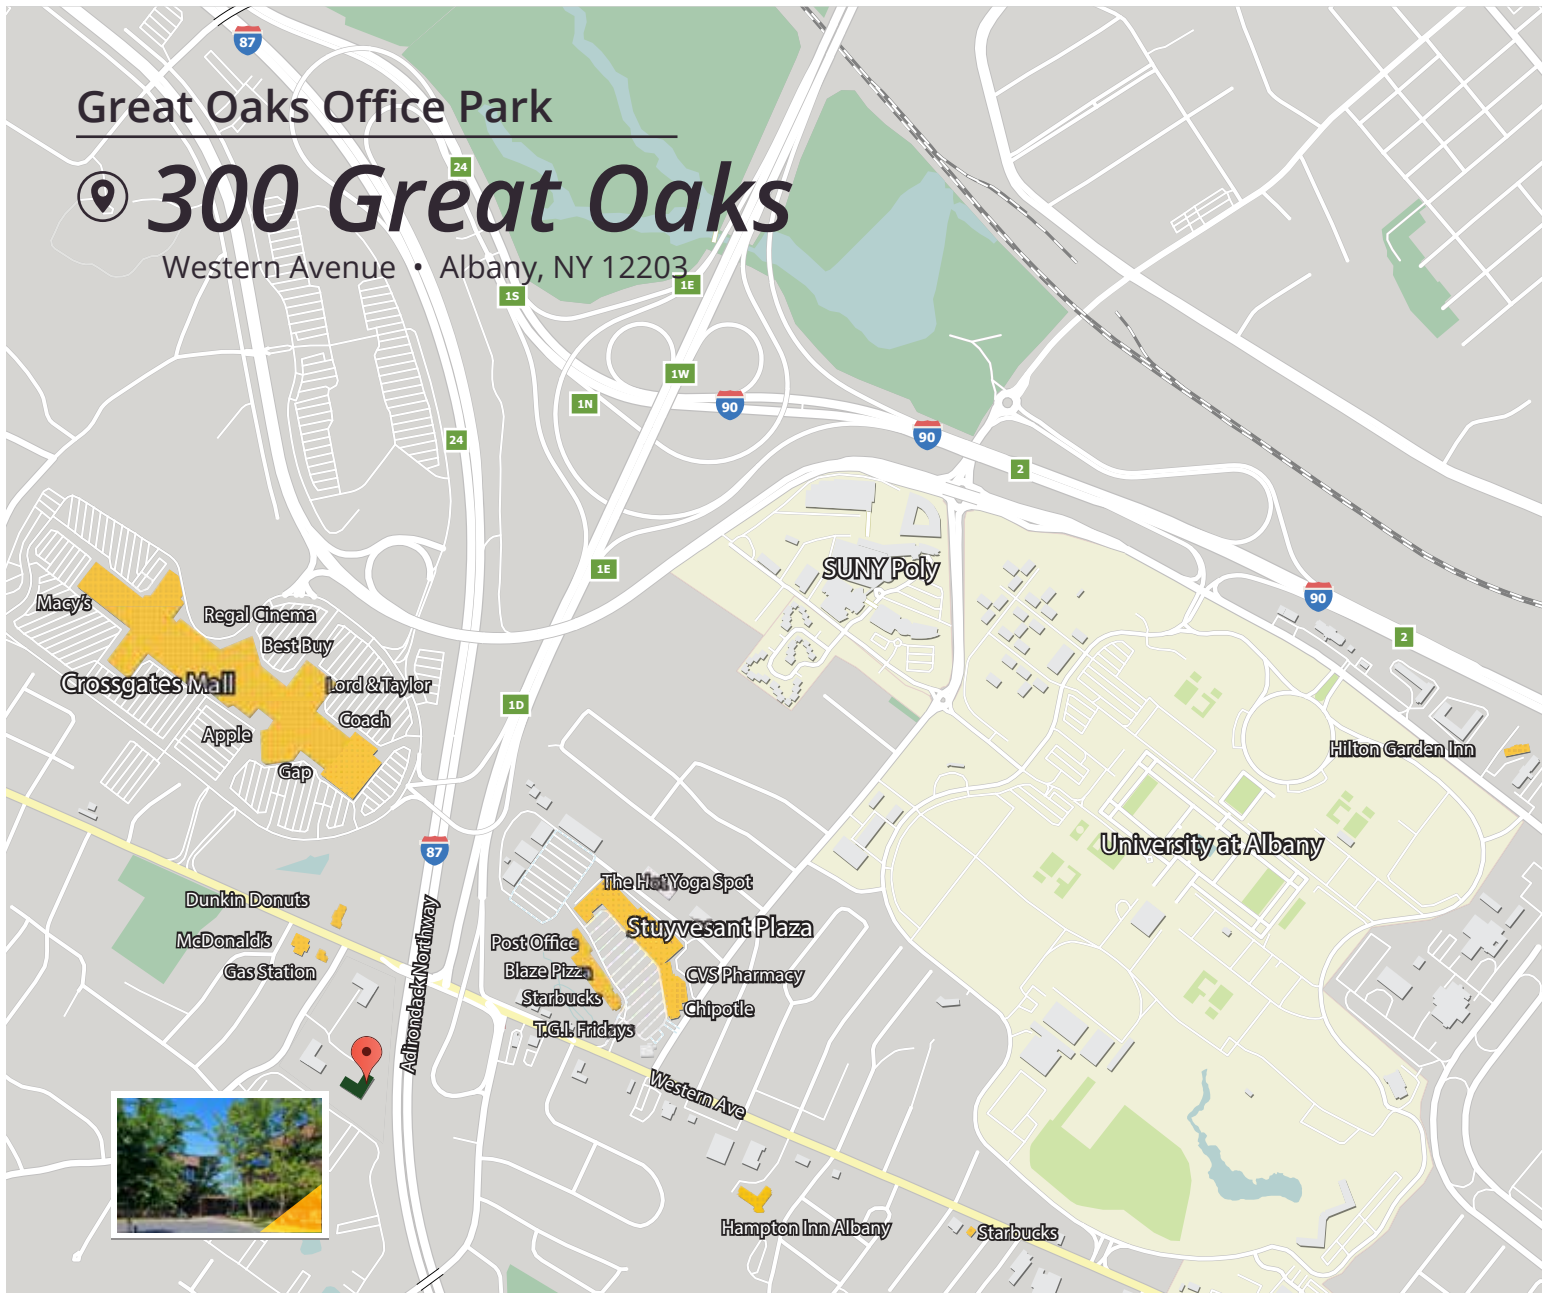 87
Great Oaks Office Park
24
300 Great Oaks
Western Avenue • Albany, NY 12203
1E
1S
1W
1N
90
90
24
2
1E
SUNY Poly
90
Macy's
Regal Cinema
2
Best Buy
Crossgates Mall
Lord & Taylor
1D
Coach
Apple
Hilton Garden Inn
Gap
University at Albany
87
The Hot Yoga Spot
Dunkin Donuts
Stuyvesant Plaza
McDonald's
Post Office
Gas Station
Blaze Pizza
CVS Pharmacy
Starbucks
Chipotle
Adirondack Northway
T.G.I. Fridays
Western Ave
Hampton Inn Albany
Starbucks